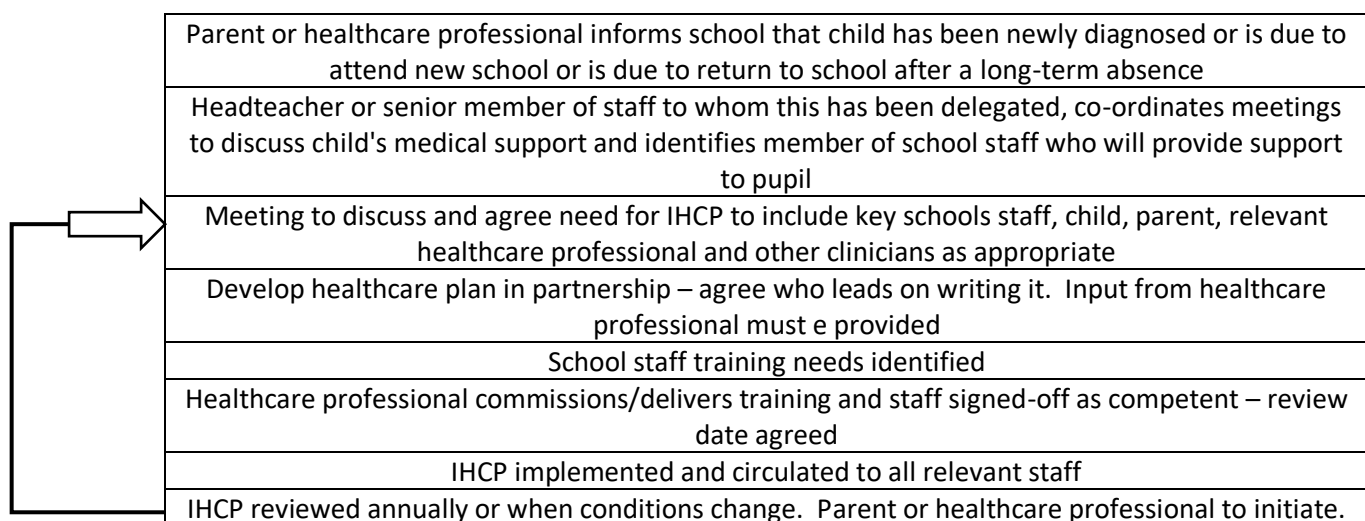 Parent or healthcare professional informs school that child has been newly diagnosed or is due to
attend new school or is due to return to school after a long-term absence
Headteacher or senior member of staff to whom this has been delegated, co-ordinates meetings
to discuss child's medical support and identifies member of school staff who will provide support
to pupil
Meeting to discuss and agree need for IHCP to include key schools staff, child, parent, relevant
healthcare professional and other clinicians as appropriate
Develop healthcare plan in partnership – agree who leads on writing it.  Input from healthcare
professional must e provided
School staff training needs identified
Healthcare professional commissions/delivers training and staff signed-off as competent – review
date agreed
IHCP implemented and circulated to all relevant staff
IHCP reviewed annually or when conditions change.  Parent or healthcare professional to initiate.